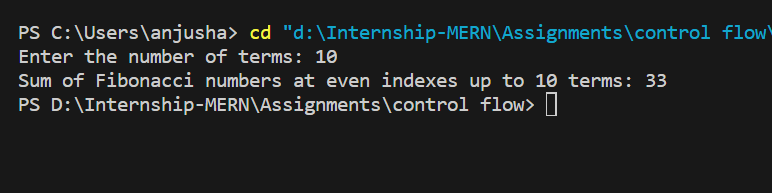 PS C:\Users\anjusha> cd "d:\Internship-MERN\Assignments\control flow\
Enter the number of terms: 10
Sum of Fibonacci numbers at even indexes up to 10 terms: 33
PS D:\Internship-MERN\Assignments\control flow>